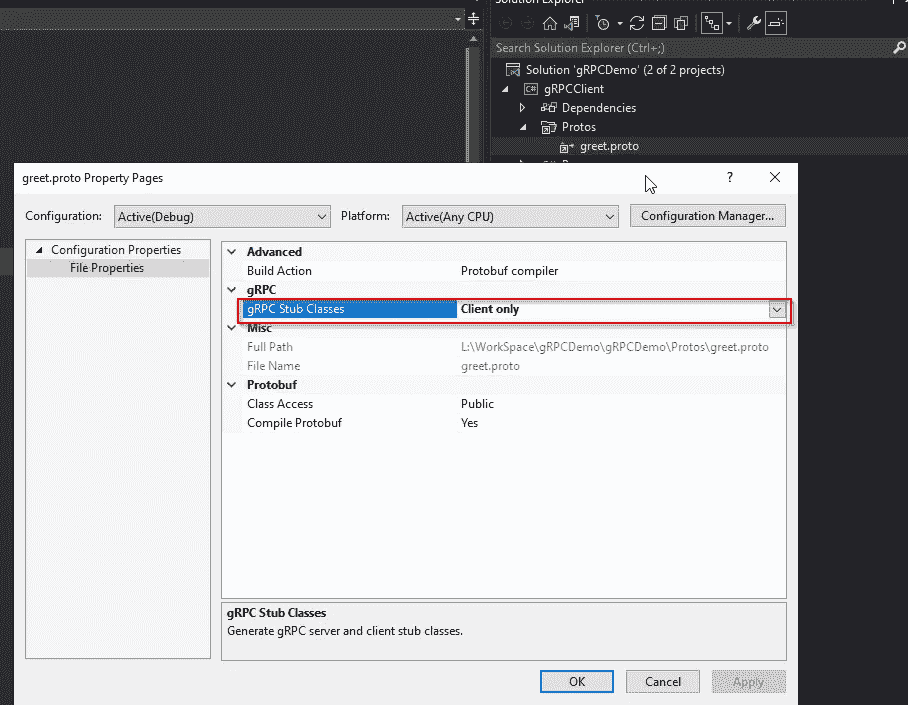 Search Solution Explorer (Ctrl+;)
Solution 'gRPCDemo' (2 of 2 projects)
C# gRPCClient
Dependencies
Protos
greet.proto
greet.proto Property Pages
?
Configuration: Active(Debug) Platform: Active(Any CPU) Configuration Manager...
Configuration Properties
File Properties
Advanced
Build Action Protobuf compiler
gRPC
gRPC Stub Classes Client only
Misc
Full Path L:\WorkSpace\gRPCDemo\gRPCDemo\Protos\greet.proto
File Name greet.proto
Protobuf
Class Access Public
Compile Protobuf Yes
gRPC Stub Classes
Generate gRPC server and client stub classes.
OK Cancel Apply